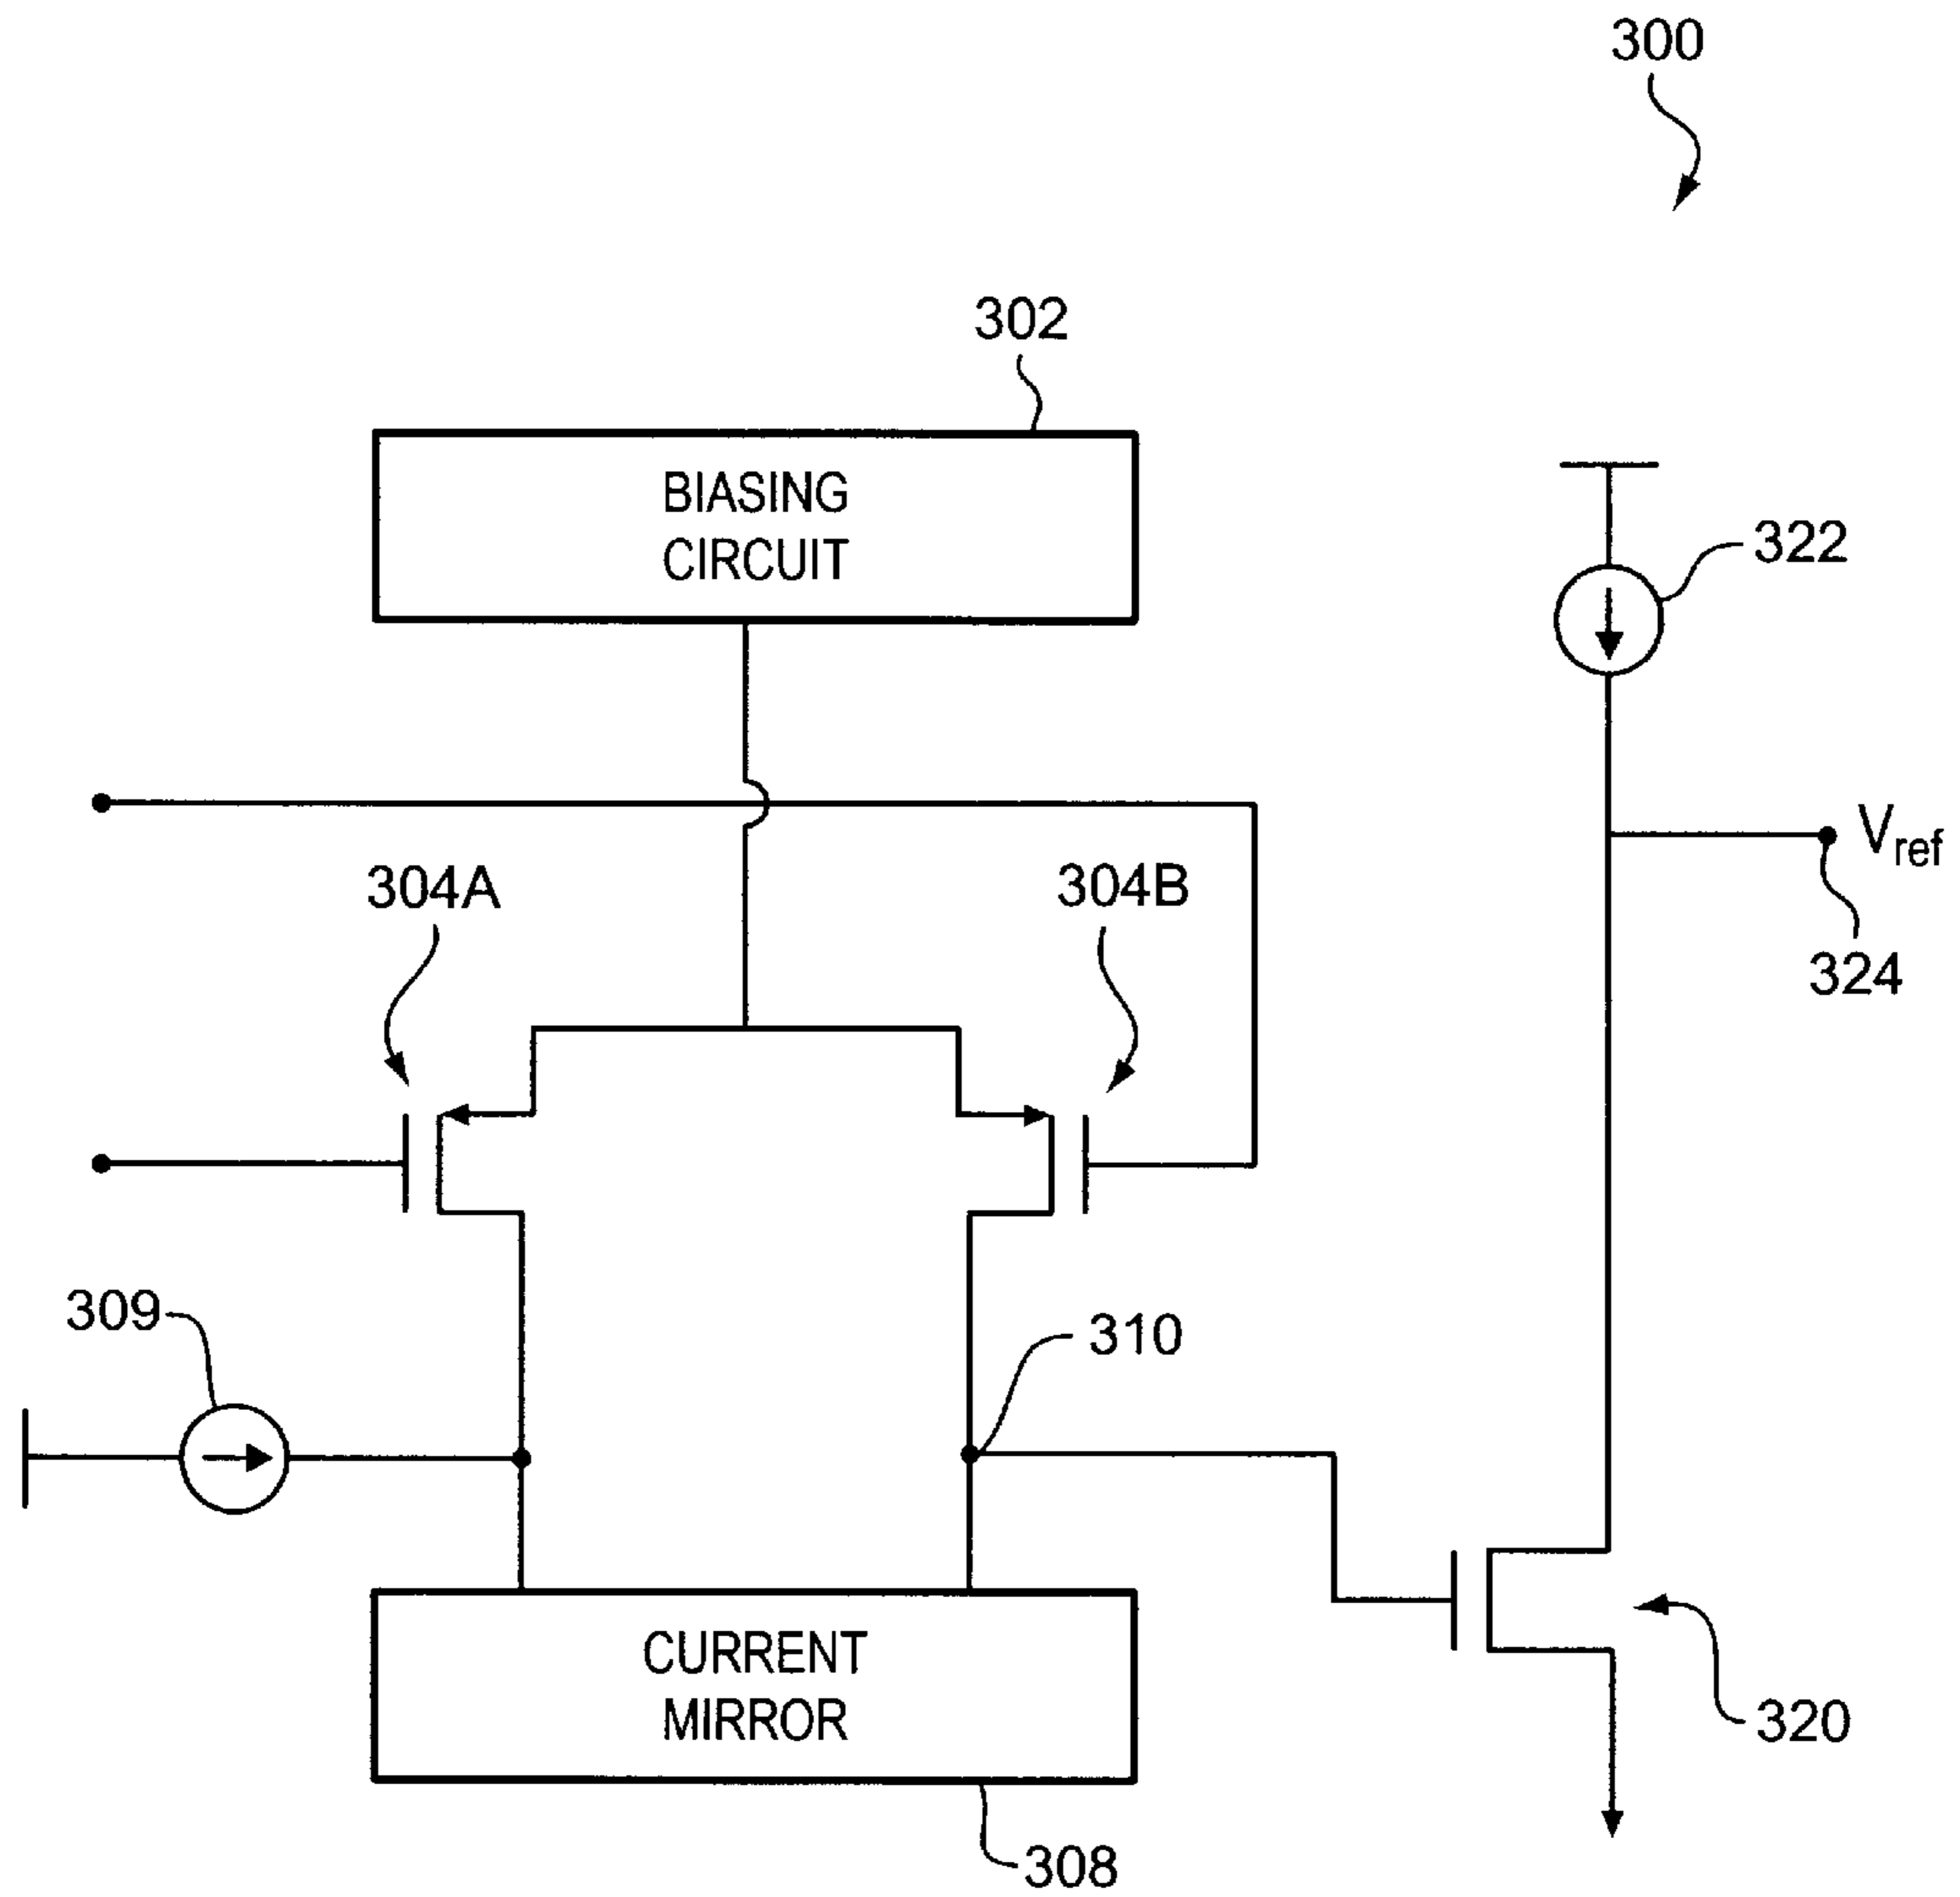 300
302
BIASING
CIRCUIT
322
Vref
304A
304B
324
309
310
CURRENT
MIRROR
320
308